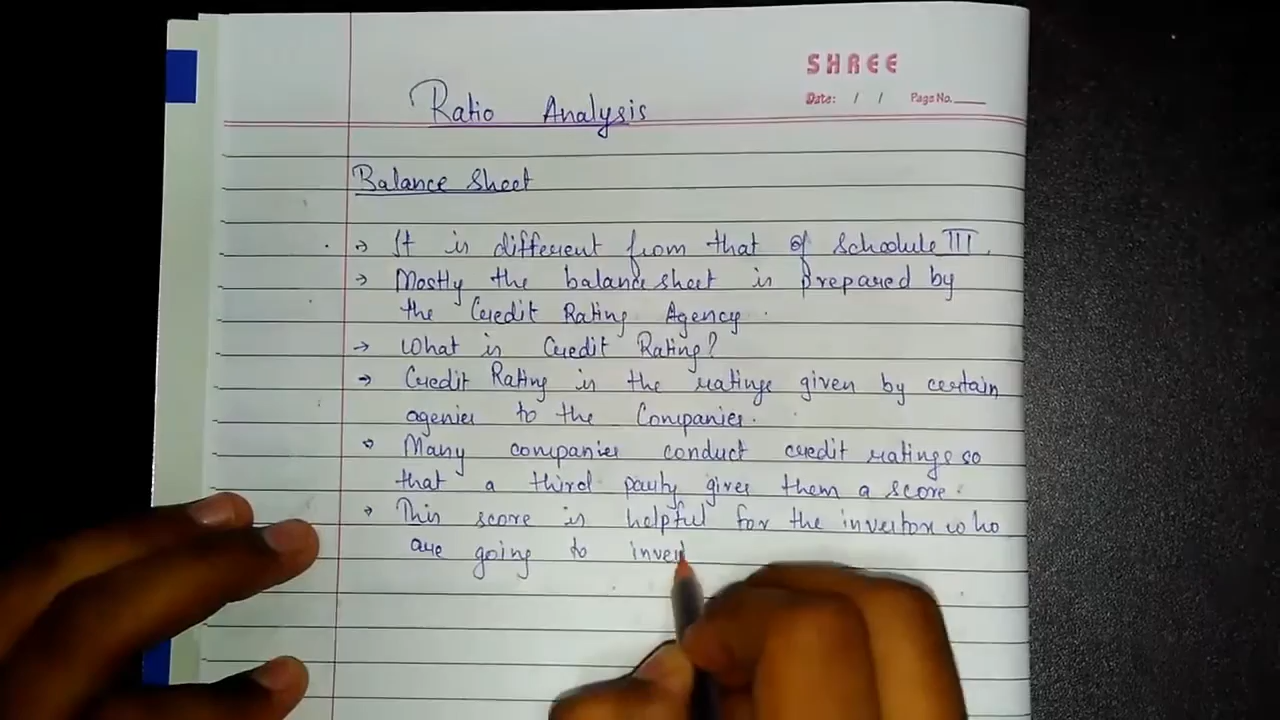 SHREE
Date: / / Page No.
Ratio Analysis
Balance Sheet
→ It is different from that of Schedule III.
→ Mostly the balance sheet is prepared by
the Credit Rating Agency.
→ What is Credit Rating?
→ Credit Rating is the ratings given by certain
agenies to the Companies.
→ Many companies conduct credit ratings so
that a third party gives them a score.
→ This score is helpful for the investors who
are going to inves